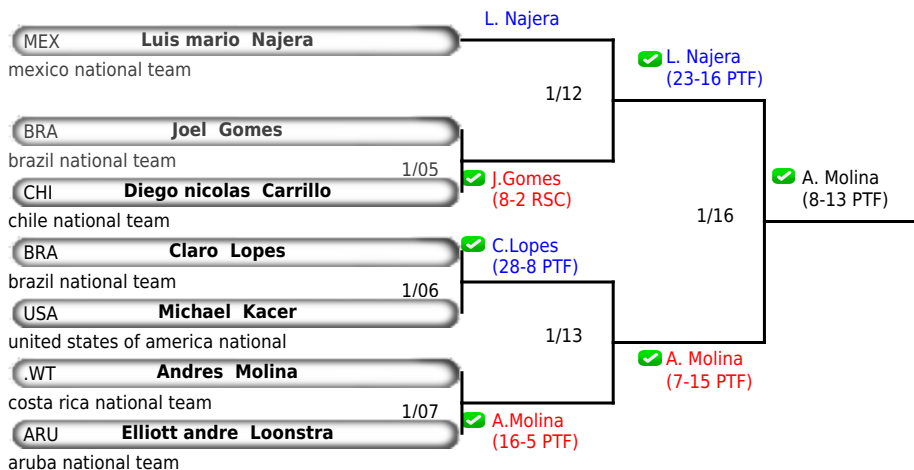 L. Najera
MEX Luis mario Najera
mexico national team
L. Najera
(23-16 PTF)
1/12
BRA Joel Gomes
brazil national team
1/05
J.Gomes
(8-2 RSC)
CHI Diego nicolas Carrillo
chile national team
A. Molina
(8-13 PTF)
1/16
BRA Claro Lopes
brazil national team
C.Lopes
(28-8 PTF)
1/06
USA Michael Kacer
united states of america national
1/13
A. Molina
(7-15 PTF)
.WT Andres Molina
costa rica national team
1/07
A.Molina
(16-5 PTF)
ARU Elliott andre Loonstra
aruba national team